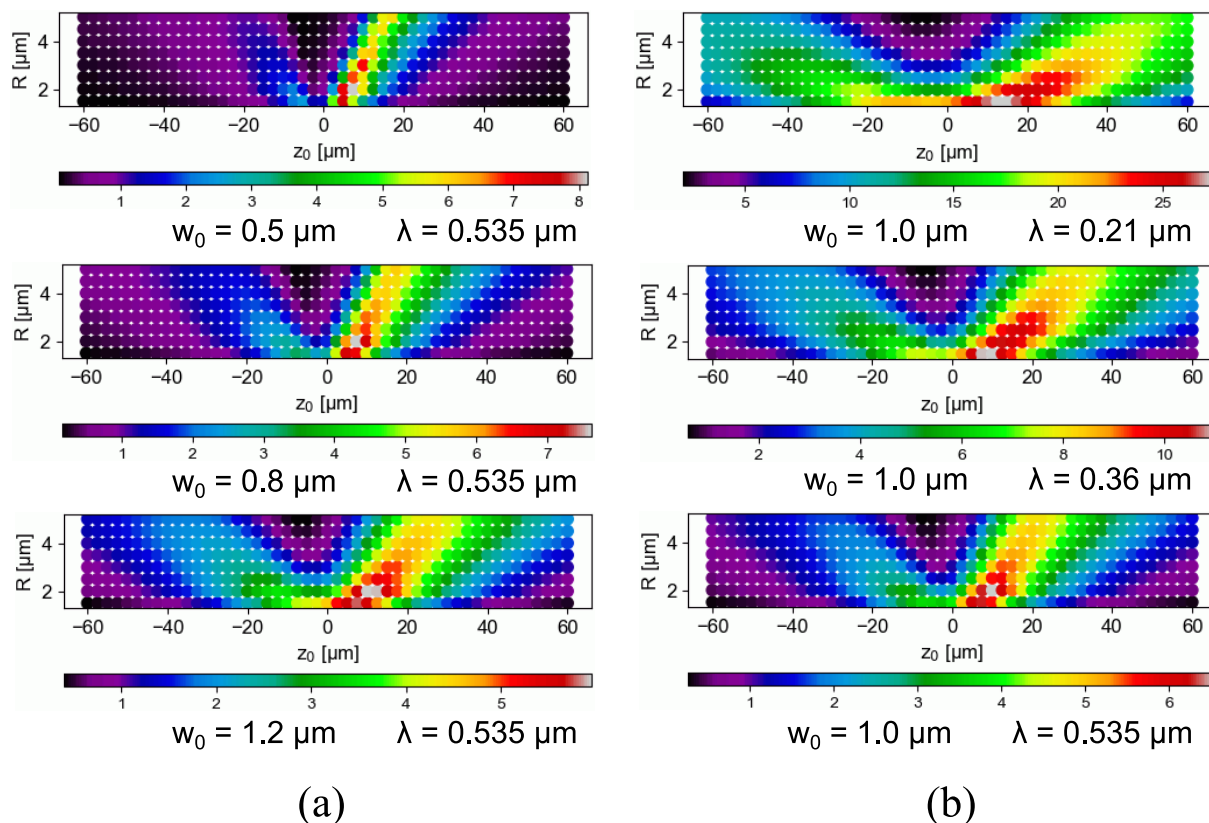 R [µm]
4
2
−60 −40 −20 0 20 40 60
z₀ [µm]
1 2 3 4 5 6 7 8
w₀ = 0.5 µm λ = 0.535 µm
R [µm]
4
2
−60 −40 −20 0 20 40 60
z₀ [µm]
1 2 3 4 5 6 7
w₀ = 0.8 µm λ = 0.535 µm
R [µm]
4
2
−60 −40 −20 0 20 40 60
z₀ [µm]
1 2 3 4 5
w₀ = 1.2 µm λ = 0.535 µm
(a)
R [µm]
4
2
−60 −40 −20 0 20 40 60
z₀ [µm]
5 10 15 20 25
w₀ = 1.0 µm λ = 0.21 µm
R [µm]
4
2
−60 −40 −20 0 20 40 60
z₀ [µm]
2 4 6 8 10
w₀ = 1.0 µm λ = 0.36 µm
R [µm]
4
2
−60 −40 −20 0 20 40 60
z₀ [µm]
1 2 3 4 5 6
w₀ = 1.0 µm λ = 0.535 µm
(b)